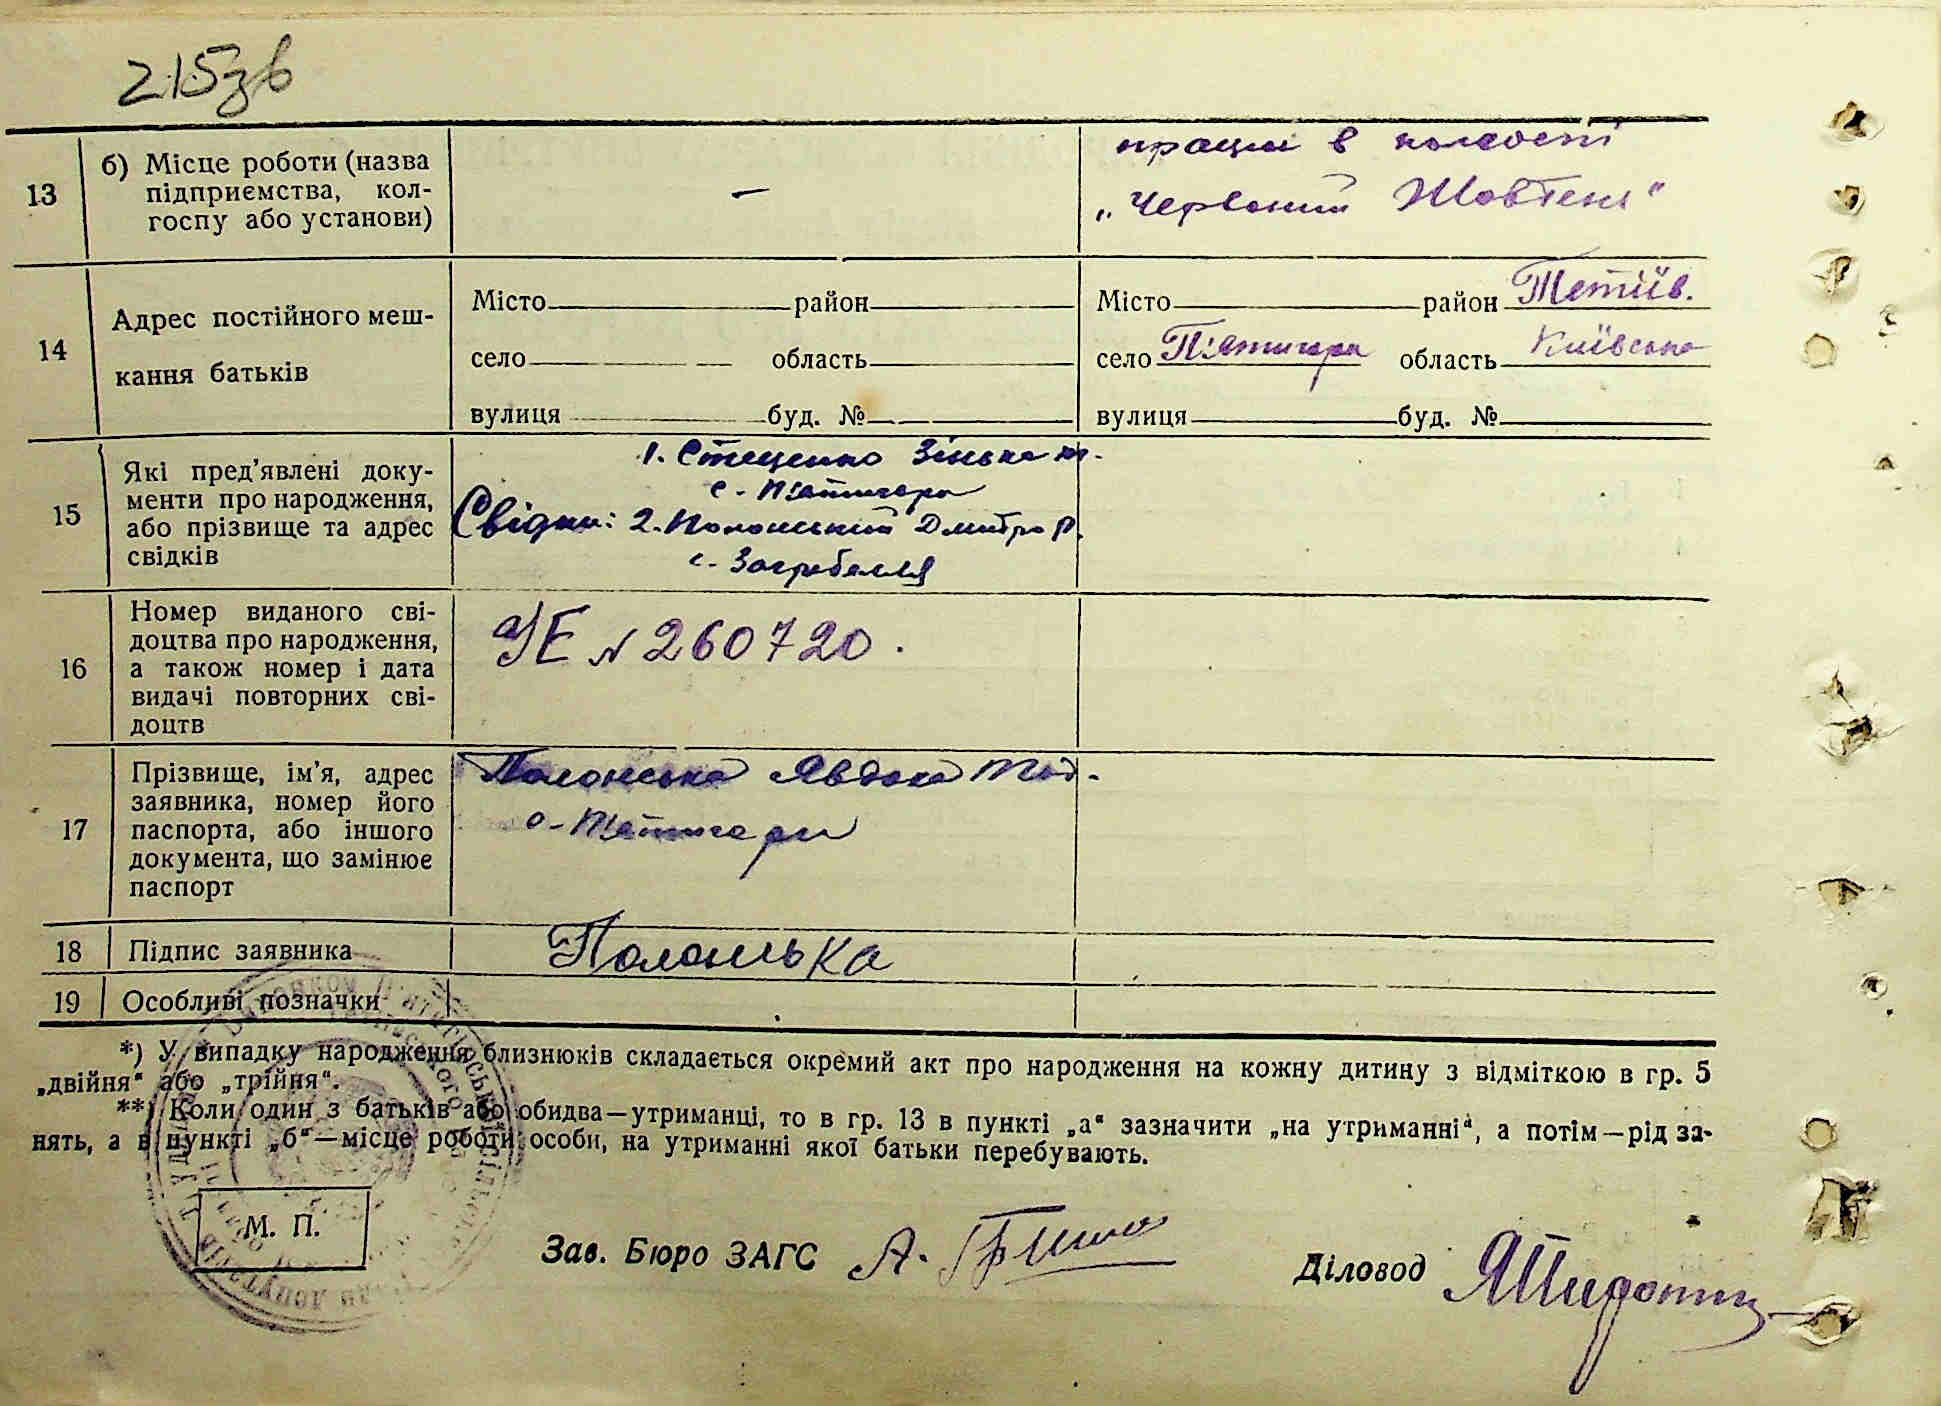 215зв
13
б) Місце роботи (назва
підприємства, кол-
госпу або установи)
—
працює в колгоспі
„Червоний Жовтень"
14
Адрес постійного меш-
кання батьків
Місто район
село область
вулиця буд. №
Місто район Тетіїв.
село П'ятигори область Київська
вулиця буд. №
15
Які пред'явлені доку-
менти про народження,
або прізвище та адрес
свідків
1. Стеценко Зінька
с. П'ятигори
Свідки: 2. Полонський Дмитро П.
с. Загребелля
16
Номер виданого сві-
доцтва про народження,
а також номер і дата
видачі повторних сві-
доцтв
УЕ N 260720.
17
Прізвище, ім'я, адрес
заявника, номер його
паспорта, або іншого
документа, що замінює
паспорт
Полонська Явдоха Тод.
с. П'ятигори
18
Підпис заявника
Полонська
19
Особливі позначки
*) У випадку народження близнюків складається окремий акт про народження на кожну дитину з відміткою в гр. 5
„двійня" або „трійня".
**) Коли один з батьків або обидва—утриманці, то в гр. 13 в пункті „а" зазначити „на утриманні", а потім—рід за-
нять, а в пункті „б"—місце роботи особи, на утриманні якої батьки перебувають.
М. П.
Зав. Бюро ЗАГС А.
Діловод